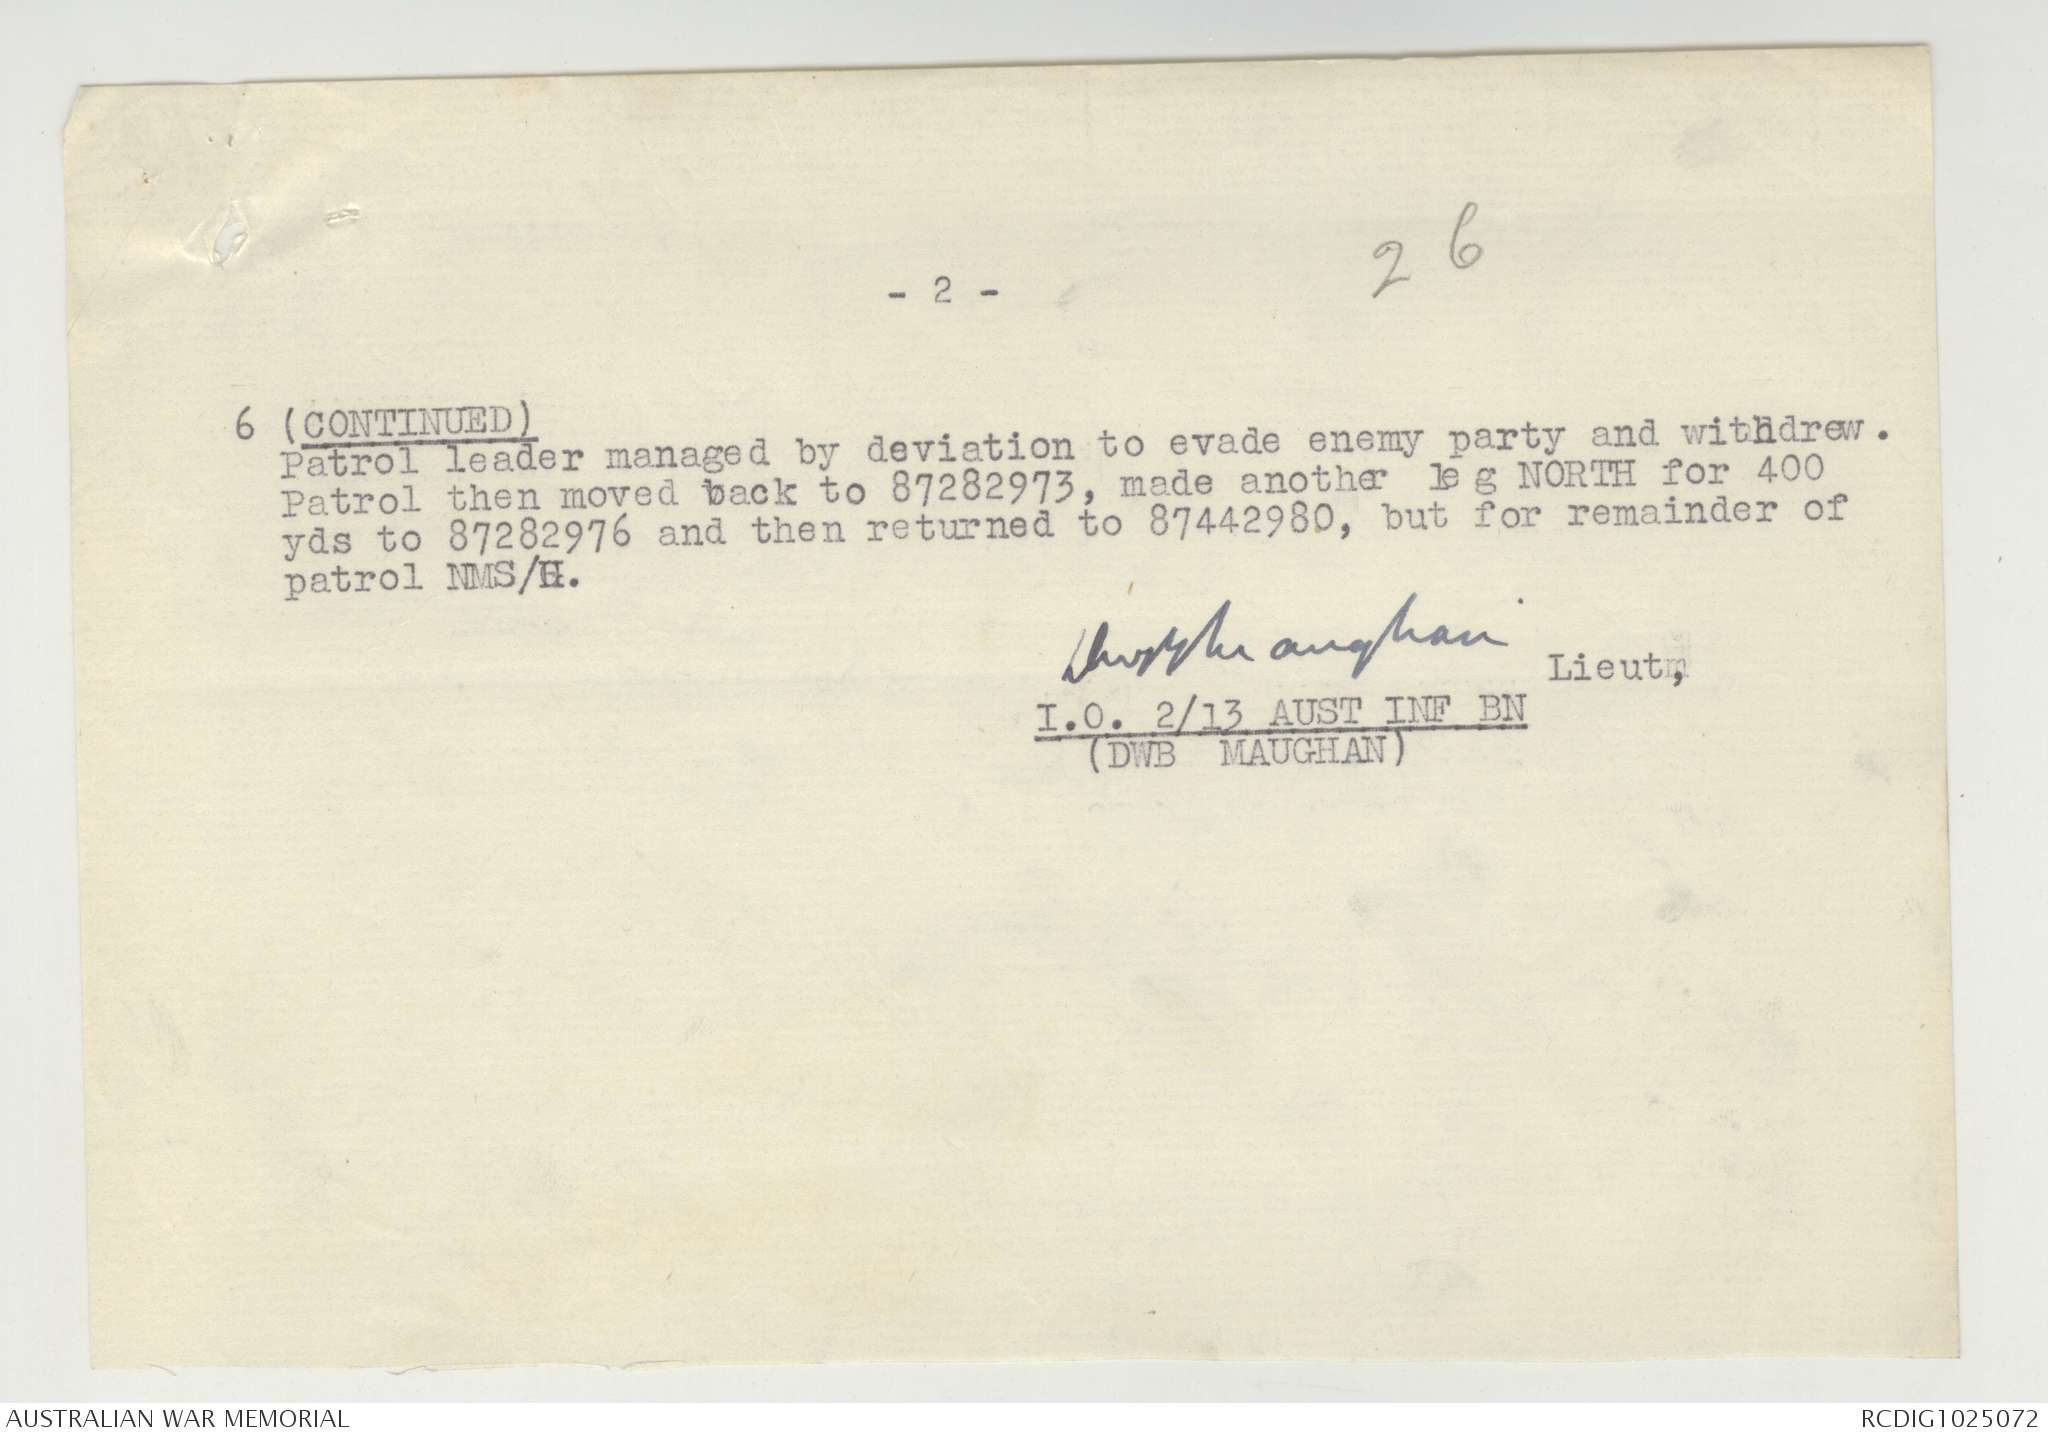 26
- 2 -
6 (CONTINUED)
Patrol leader managed by deviation to evade enemy party and withdrew.
Patrol then moved back to 87282973, made another leg NORTH for 400
yds to 87282976 and then returned to 87442980, but for remainder of
patrol NMS/H.
DWB Maughan Lieut,
I.O. 2/13 AUST INF BN
(DWB MAUGHAN)
AUSTRALIAN WAR MEMORIAL
RCDIG1025072